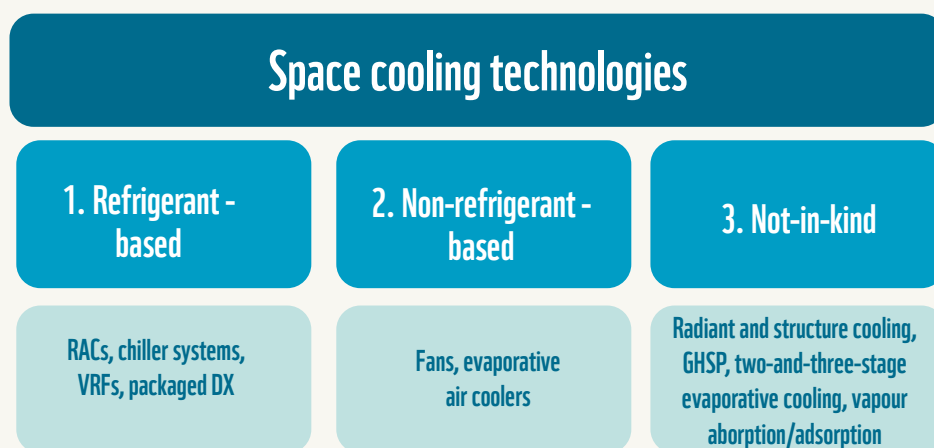 Space cooling technologies
1. Refrigerant -
based
2. Non-refrigerant -
based
3. Not-in-kind
RACs, chiller systems,
VRFs, packaged DX
Fans, evaporative
air coolers
Radiant and structure cooling,
GHSP, two-and-three-stage
evaporative cooling, vapour
aborption/adsorption